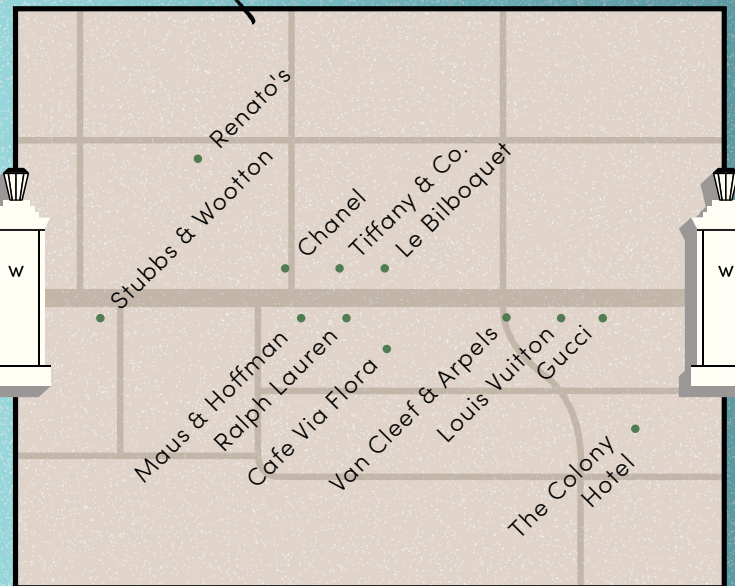 Renato's
Stubbs & Wootton
Chanel
Tiffany & Co.
Le Bilboquet
W
W
Maus & Hoffman
Ralph Lauren
Cafe Via Flora
Van Cleef & Arpels
Louis Vuitton
Gucci
The Colony
Hotel